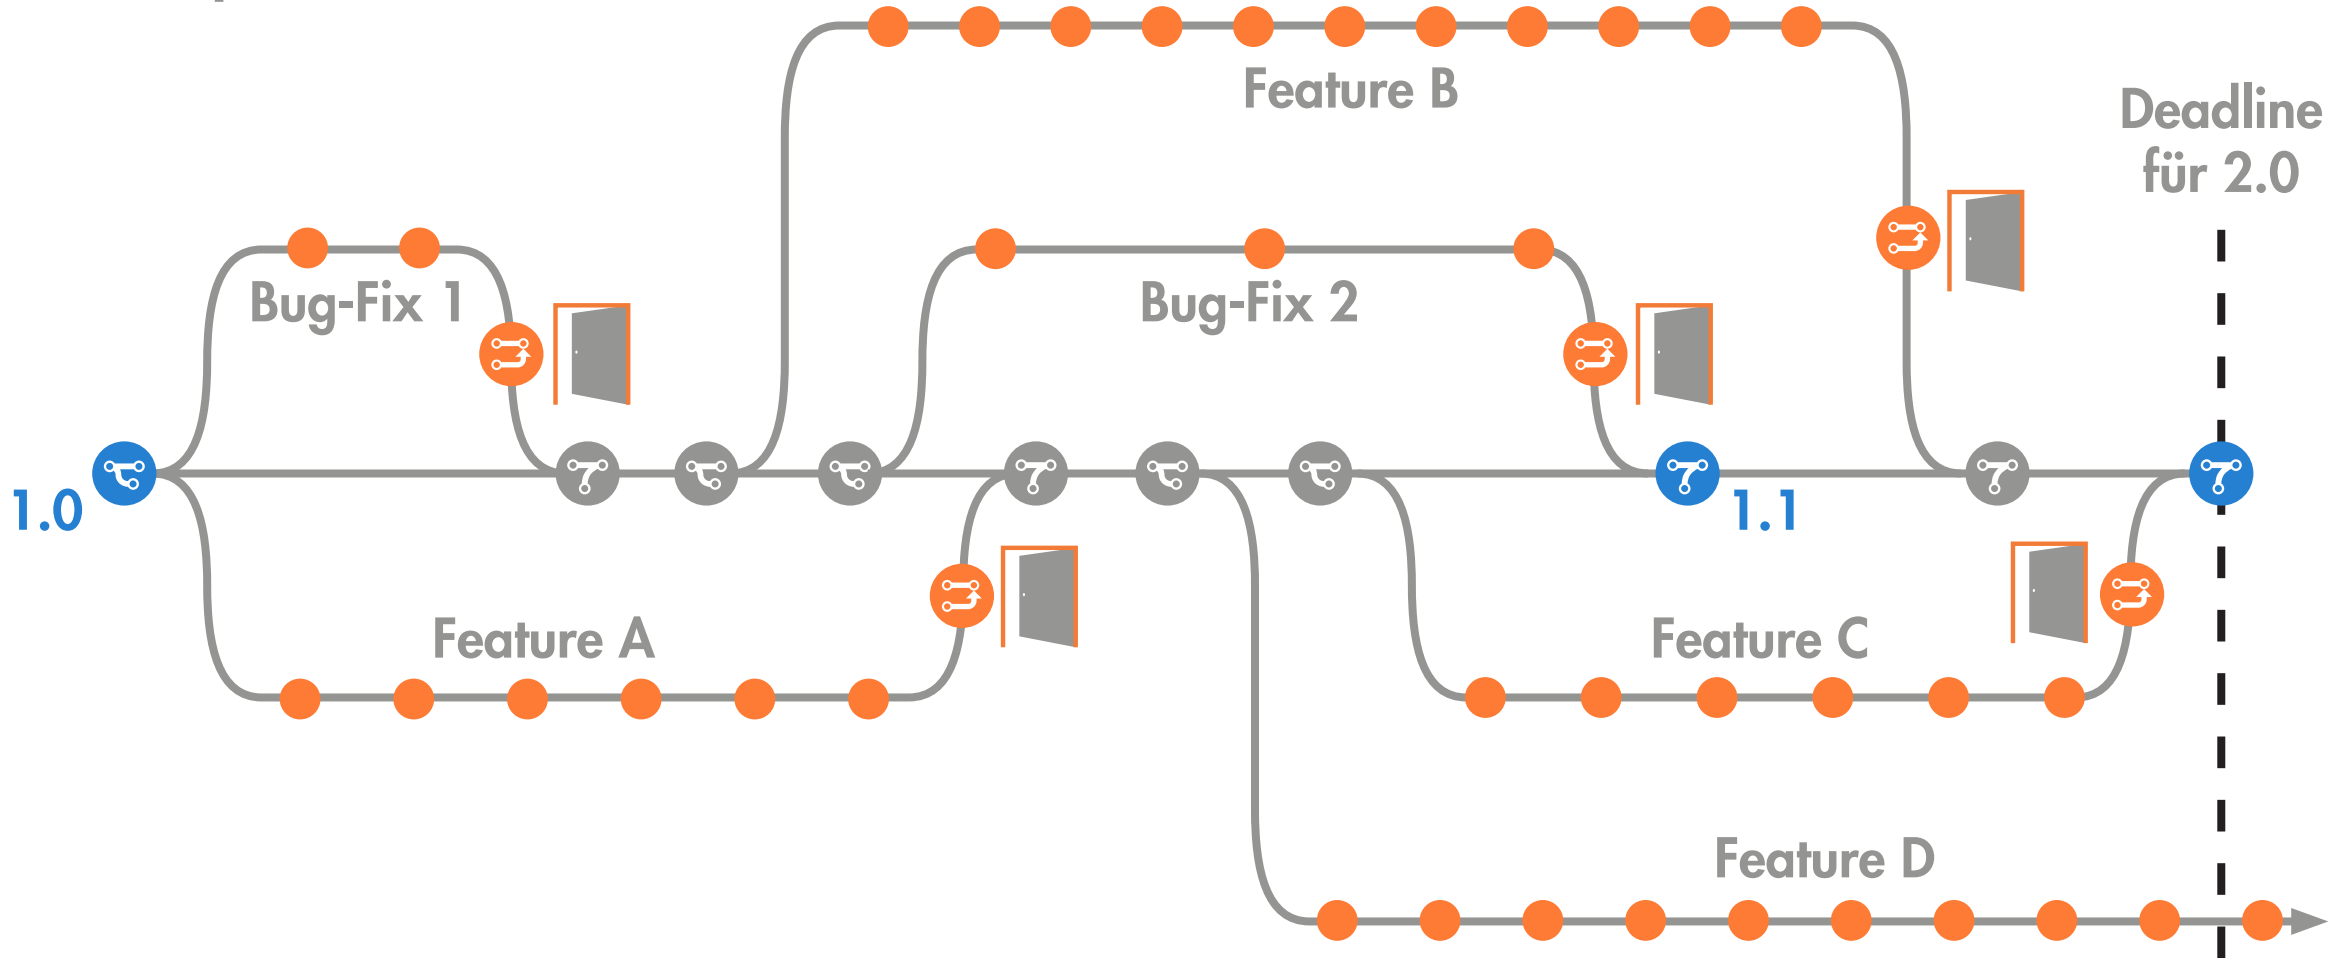 Feature B
Deadline
für 2.0
Bug-Fix 1
Bug-Fix 2
1.0
1.1
Feature A
Feature C
Feature D